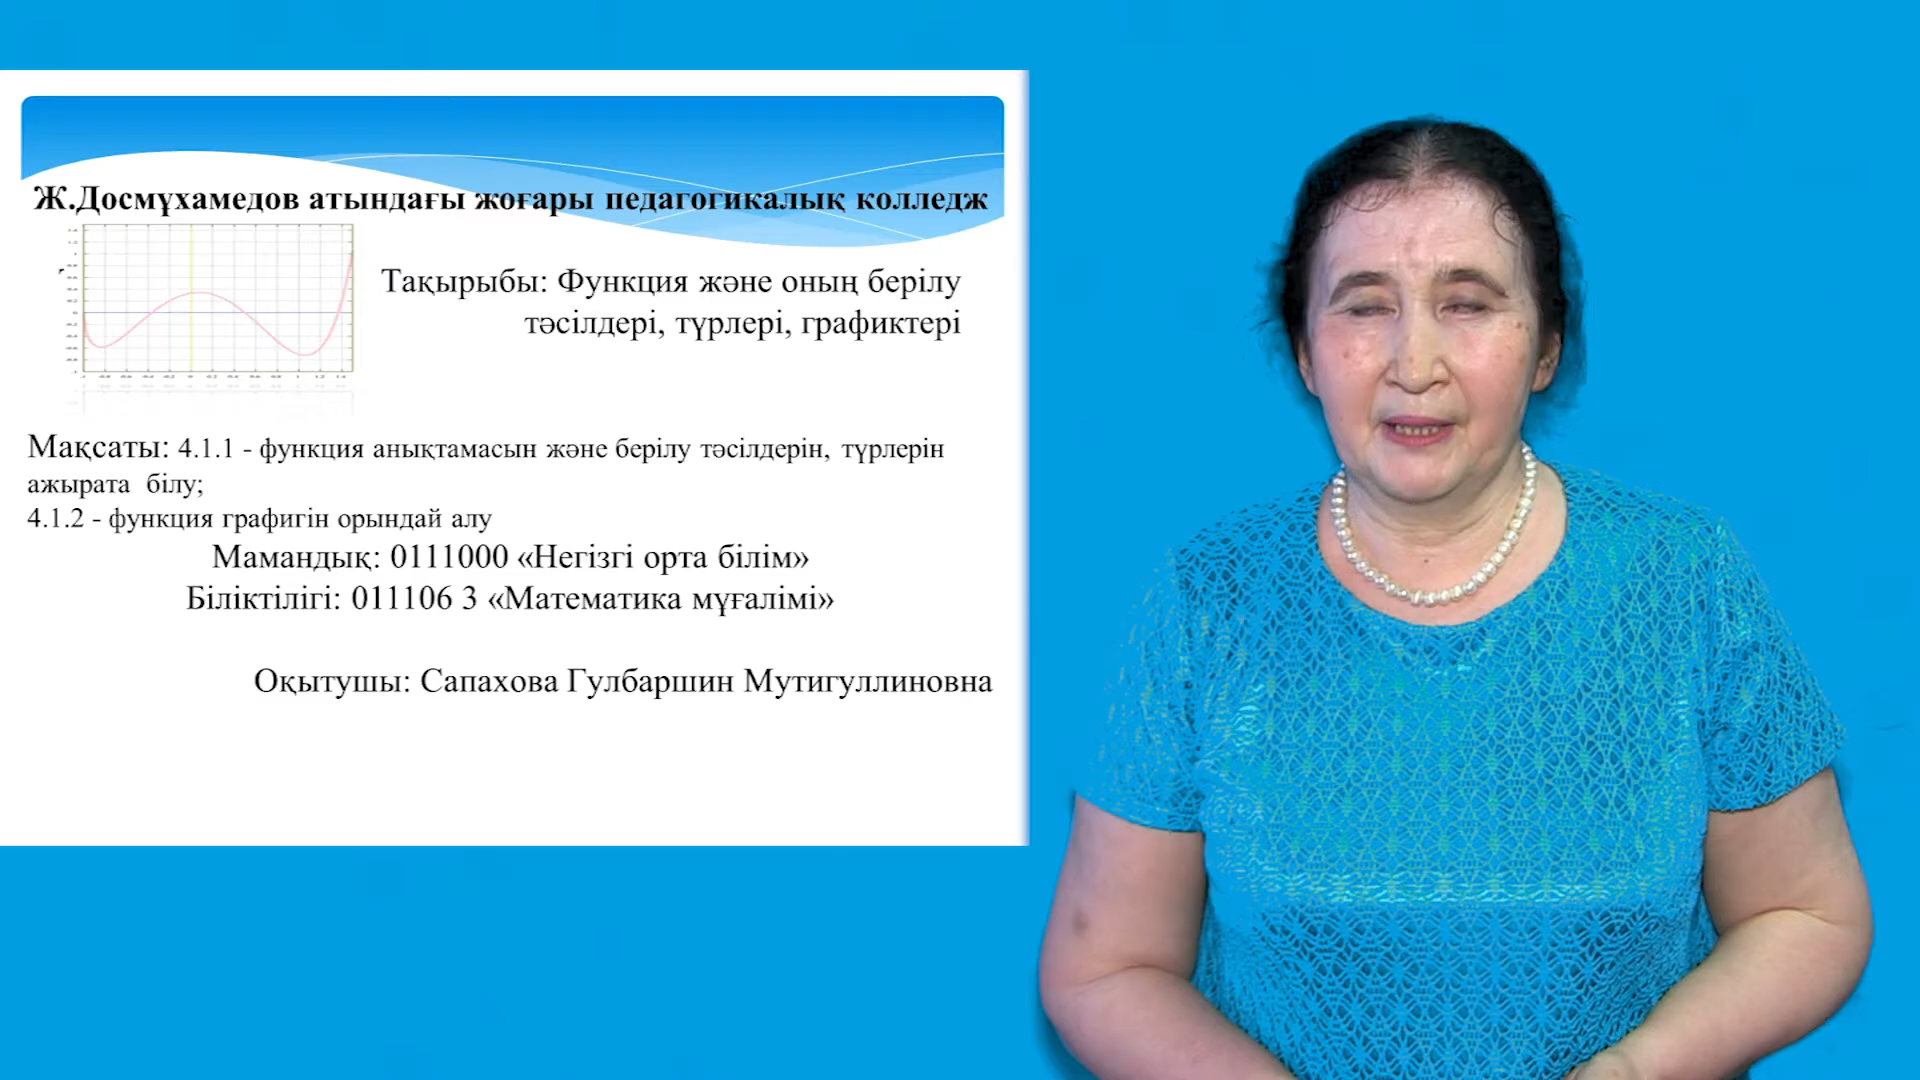 Ж.Досмұхамедов атындағы жоғары педагогикалық колледж
Тақырыбы: Функция және оның берілу
тәсілдері, түрлері, графиктері
Мақсаты: 4.1.1 - функция анықтамасын және берілу тәсілдерін, түрлерін
ажырата білу;
4.1.2 - функция графигін орындай алу
Мамандық: 0111000 «Негізгі орта білім»
Біліктілігі: 011106 3 «Математика мұғалімі»
Оқытушы: Сапахова Гулбаршин Мутигуллиновна